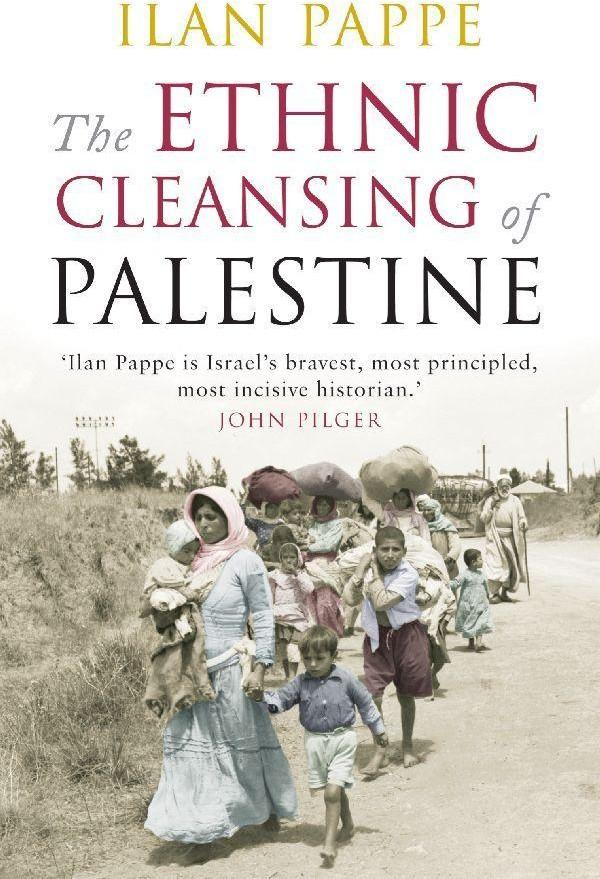 ILAN PAPPE
The ETHNIC
CLEANSING of
PALESTINE
‘Ilan Pappe is Israel’s bravest, most principled,
most incisive historian.’
JOHN PILGER